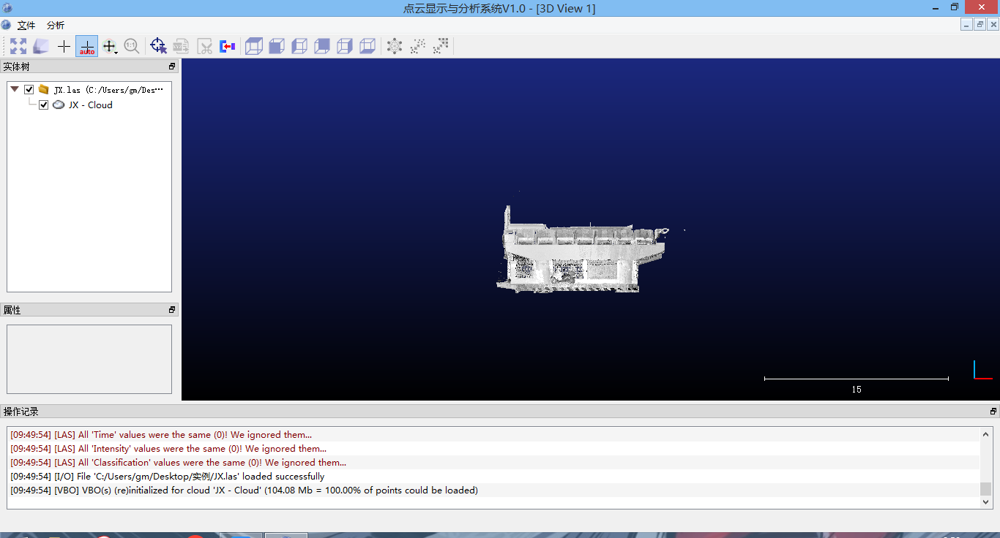 点云显示与分析系统V1.0 - [3D View 1]
文件 分析
auto
1:1
实体树
JX.las (C:/Users/gm/Des…
JX - Cloud
属性
15
操作记录
[09:49:54] [LAS] All 'Time' values were the same (0)! We ignored them...
[09:49:54] [LAS] All 'Intensity' values were the same (0)! We ignored them...
[09:49:54] [LAS] All 'Classification' values were the same (0)! We ignored them...
[09:49:54] [I/O] File 'C:/Users/gm/Desktop/实例/JX.las' loaded successfully
[09:49:54] [VBO] VBO(s) (re)initialized for cloud 'JX - Cloud' (104.08 Mb = 100.00% of points could be loaded)